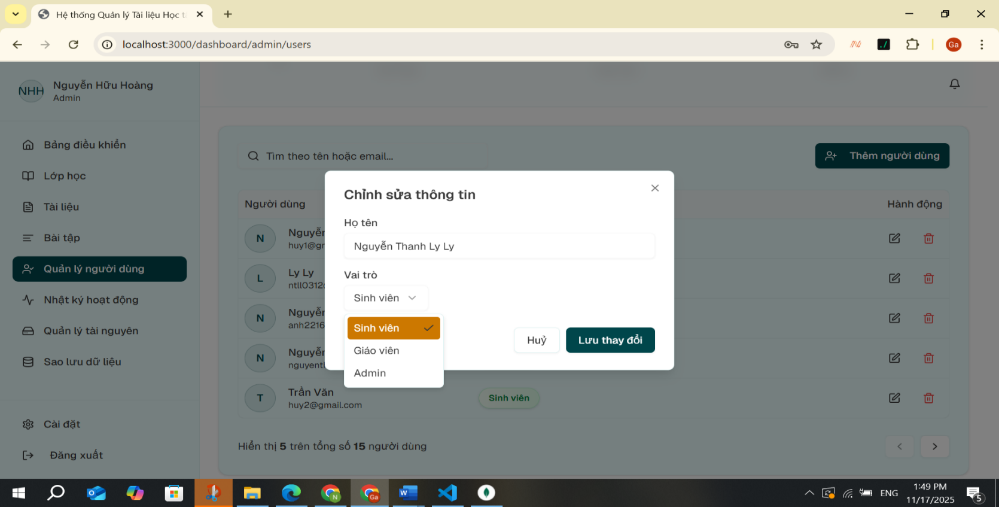 Hệ thống Quản lý Tài liệu Học
localhost:3000/dashboard/admin/users
Ga
NHH
Nguyễn Hữu Hoàng
Admin
Bảng điều khiển
Lớp học
Tài liệu
Bài tập
Quản lý người dùng
Nhật ký hoạt động
Quản lý tài nguyên
Sao lưu dữ liệu
Cài đặt
Đăng xuất
Tìm theo tên hoặc email...
Thêm người dùng
Người dùng
Hành động
N
huy1@g
L
Ly Ly
ntll0312
N
anh2216
N
nguyent
T
Trần Văn
huy2@gmail.com
Sinh viên
Hiển thị 5 trên tổng số 15 người dùng
Chỉnh sửa thông tin
Họ tên
Nguyễn Thanh Ly Ly
Vai trò
Sinh viên
Sinh viên
Giáo viên
Admin
Huỷ
Lưu thay đổi
N
Ga
ENG
1:49 PM
11/17/2025
5